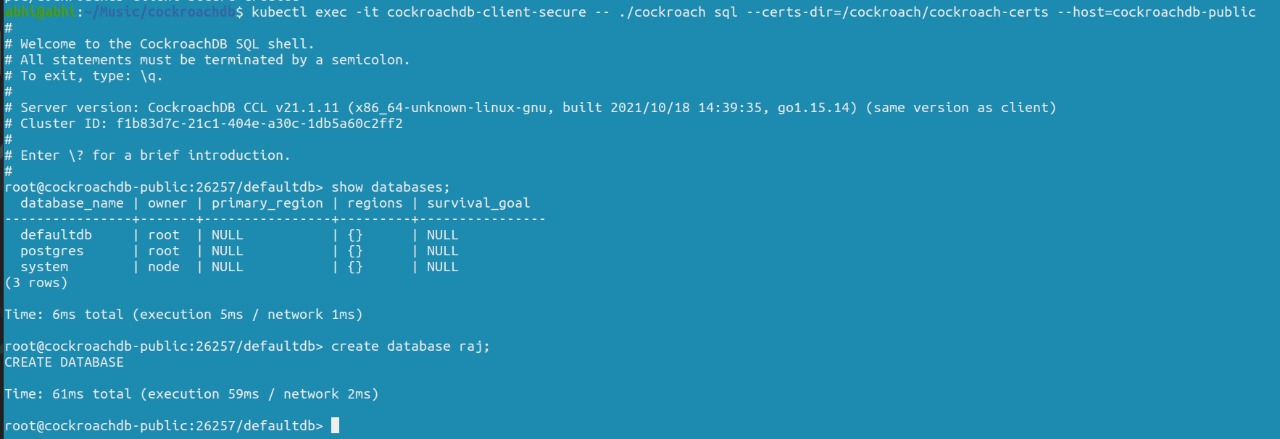 abhi@abhi:~/Music/cockroachdb$ kubectl exec -it cockroachdb-client-secure -- ./cockroach sql --certs-dir=/cockroach/cockroach-certs --host=cockroachdb-public
#
# Welcome to the CockroachDB SQL shell.
# All statements must be terminated by a semicolon.
# To exit, type: \q.
#
# Server version: CockroachDB CCL v21.1.11 (x86_64-unknown-linux-gnu, built 2021/10/18 14:39:35, go1.15.14) (same version as client)
# Cluster ID: f1b83d7c-21c1-404e-a30c-1db5a60c2ff2
#
# Enter \? for a brief introduction.
#
root@cockroachdb-public:26257/defaultdb> show databases;
  database_name | owner | primary_region | regions | survival_goal
----------------+-------+----------------+---------+----------------
  defaultdb     | root  | NULL           | {}      | NULL
  postgres      | root  | NULL           | {}      | NULL
  system        | node  | NULL           | {}      | NULL
(3 rows)
Time: 6ms total (execution 5ms / network 1ms)
root@cockroachdb-public:26257/defaultdb> create database raj;
CREATE DATABASE
Time: 61ms total (execution 59ms / network 2ms)
root@cockroachdb-public:26257/defaultdb>